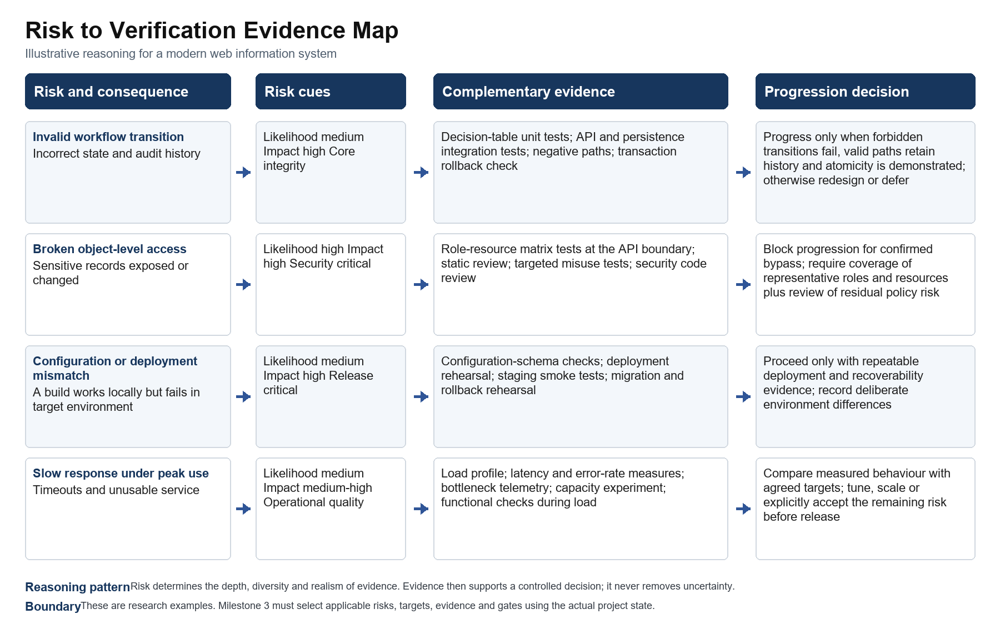 Risk to Verification Evidence Map
Illustrative reasoning for a modern web information system
Risk and consequence
Risk cues
Complementary evidence
Progression decision
Invalid workflow transition
Incorrect state and audit history
Likelihood medium
Impact high Core
integrity
Decision-table unit tests; API and persistence
integration tests; negative paths; transaction
rollback check
Progress only when forbidden
transitions fail, valid paths retain
history and atomicity is demonstrated;
otherwise redesign or defer
Broken object-level access
Sensitive records exposed or
changed
Likelihood high Impact
high Security critical
Role-resource matrix tests at the API boundary;
static review; targeted misuse tests; security code
review
Block progression for confirmed
bypass; require coverage of
representative roles and resources
plus review of residual policy risk
Configuration or deployment
mismatch
A build works locally but fails in
target environment
Likelihood medium
Impact high Release
critical
Configuration-schema checks; deployment
rehearsal; staging smoke tests; migration and
rollback rehearsal
Proceed only with repeatable
deployment and recoverability
evidence; record deliberate
environment differences
Slow response under peak use
Timeouts and unusable service
Likelihood medium
Impact medium-high
Operational quality
Load profile; latency and error-rate measures;
bottleneck telemetry; capacity experiment;
functional checks during load
Compare measured behaviour with
agreed targets; tune, scale or
explicitly accept the remaining risk
before release
Reasoning pattern Risk determines the depth, diversity and realism of evidence. Evidence then supports a controlled decision; it never removes uncertainty.
Boundary These are research examples. Milestone 3 must select applicable risks, targets, evidence and gates using the actual project state.